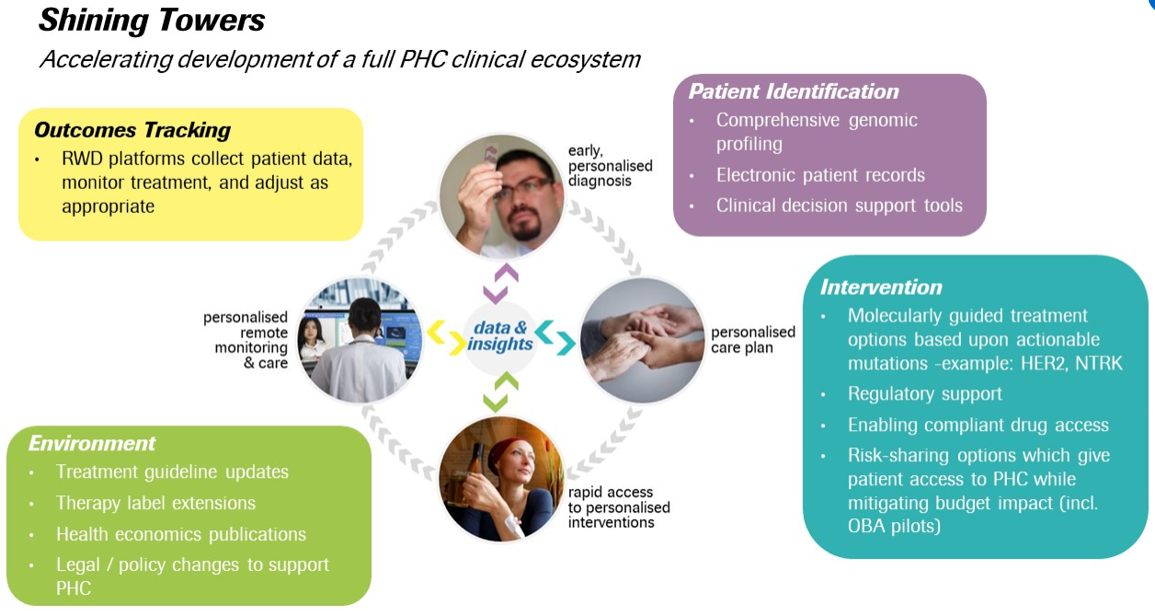 Shining Towers
Accelerating development of a full PHC clinical ecosystem
Outcomes Tracking
• RWD platforms collect patient data,
monitor treatment, and adjust as
appropriate
early,
personalised
diagnosis
Patient Identification
• Comprehensive genomic
profiling
• Electronic patient records
• Clinical decision support tools
personalised
remote
monitoring
& care
data &
insights
personalised
care plan
Intervention
• Molecularly guided treatment
options based upon actionable
mutations -example: HER2, NTRK
• Regulatory support
• Enabling compliant drug access
• Risk-sharing options which give
patient access to PHC while
mitigating budget impact (incl.
OBA pilots)
Environment
• Treatment guideline updates
• Therapy label extensions
• Health economics publications
• Legal / policy changes to support
PHC
rapid access
to personalised
interventions